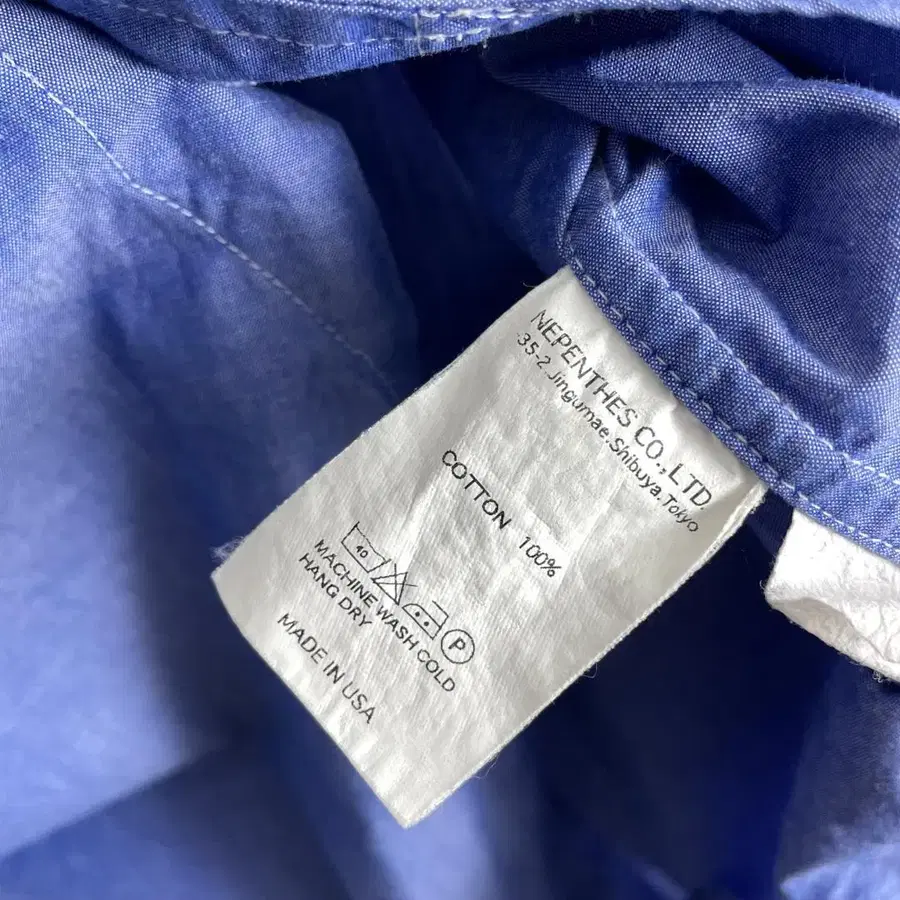 NEPENTHES CO.,LTD.
-35-2.Jingumae.Shibuya.Tokyo
COTTON 100%
40 P
MACHINE WASH COLD
HANG DRY
MADE IN USA